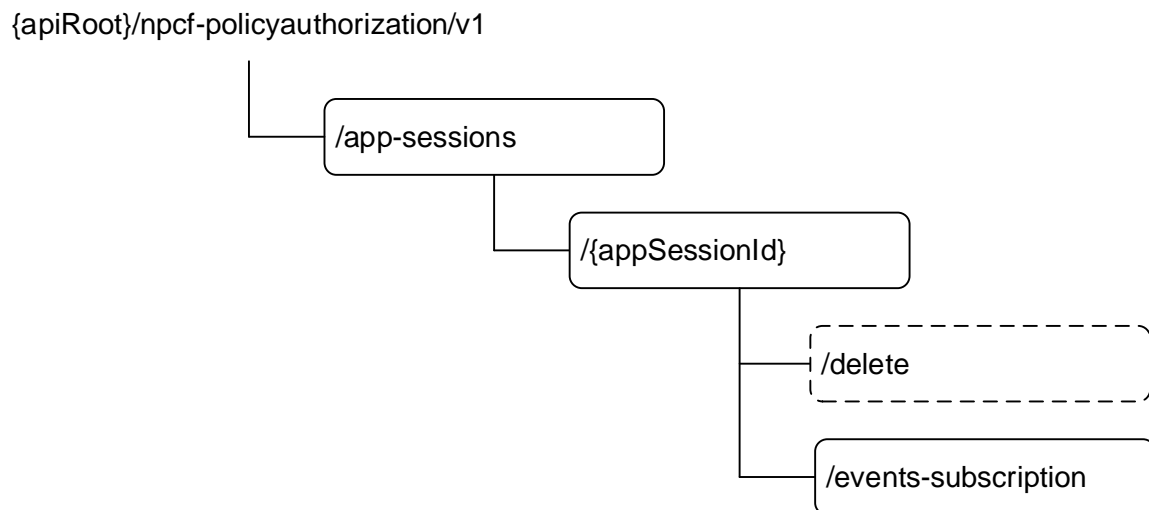 {apiRoot}/npcf-policyauthorization/v1
/app-sessions
/{appSessionId}
/delete
/events-subscription